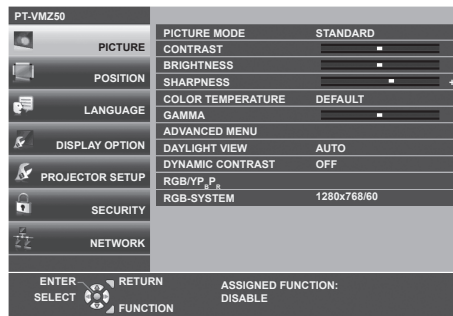 PT-VMZ50
PICTURE
POSITION
LANGUAGE
DISPLAY OPTION
PROJECTOR SETUP
SECURITY
NETWORK
PICTURE MODE STANDARD
CONTRAST
BRIGHTNESS
SHARPNESS +
COLOR TEMPERATURE DEFAULT
GAMMA
ADVANCED MENU
DAYLIGHT VIEW AUTO
DYNAMIC CONTRAST OFF
RGB/YPBPR
RGB-SYSTEM 1280x768/60
ENTER RETURN
SELECT
FUNCTION
ASSIGNED FUNCTION:
DISABLE